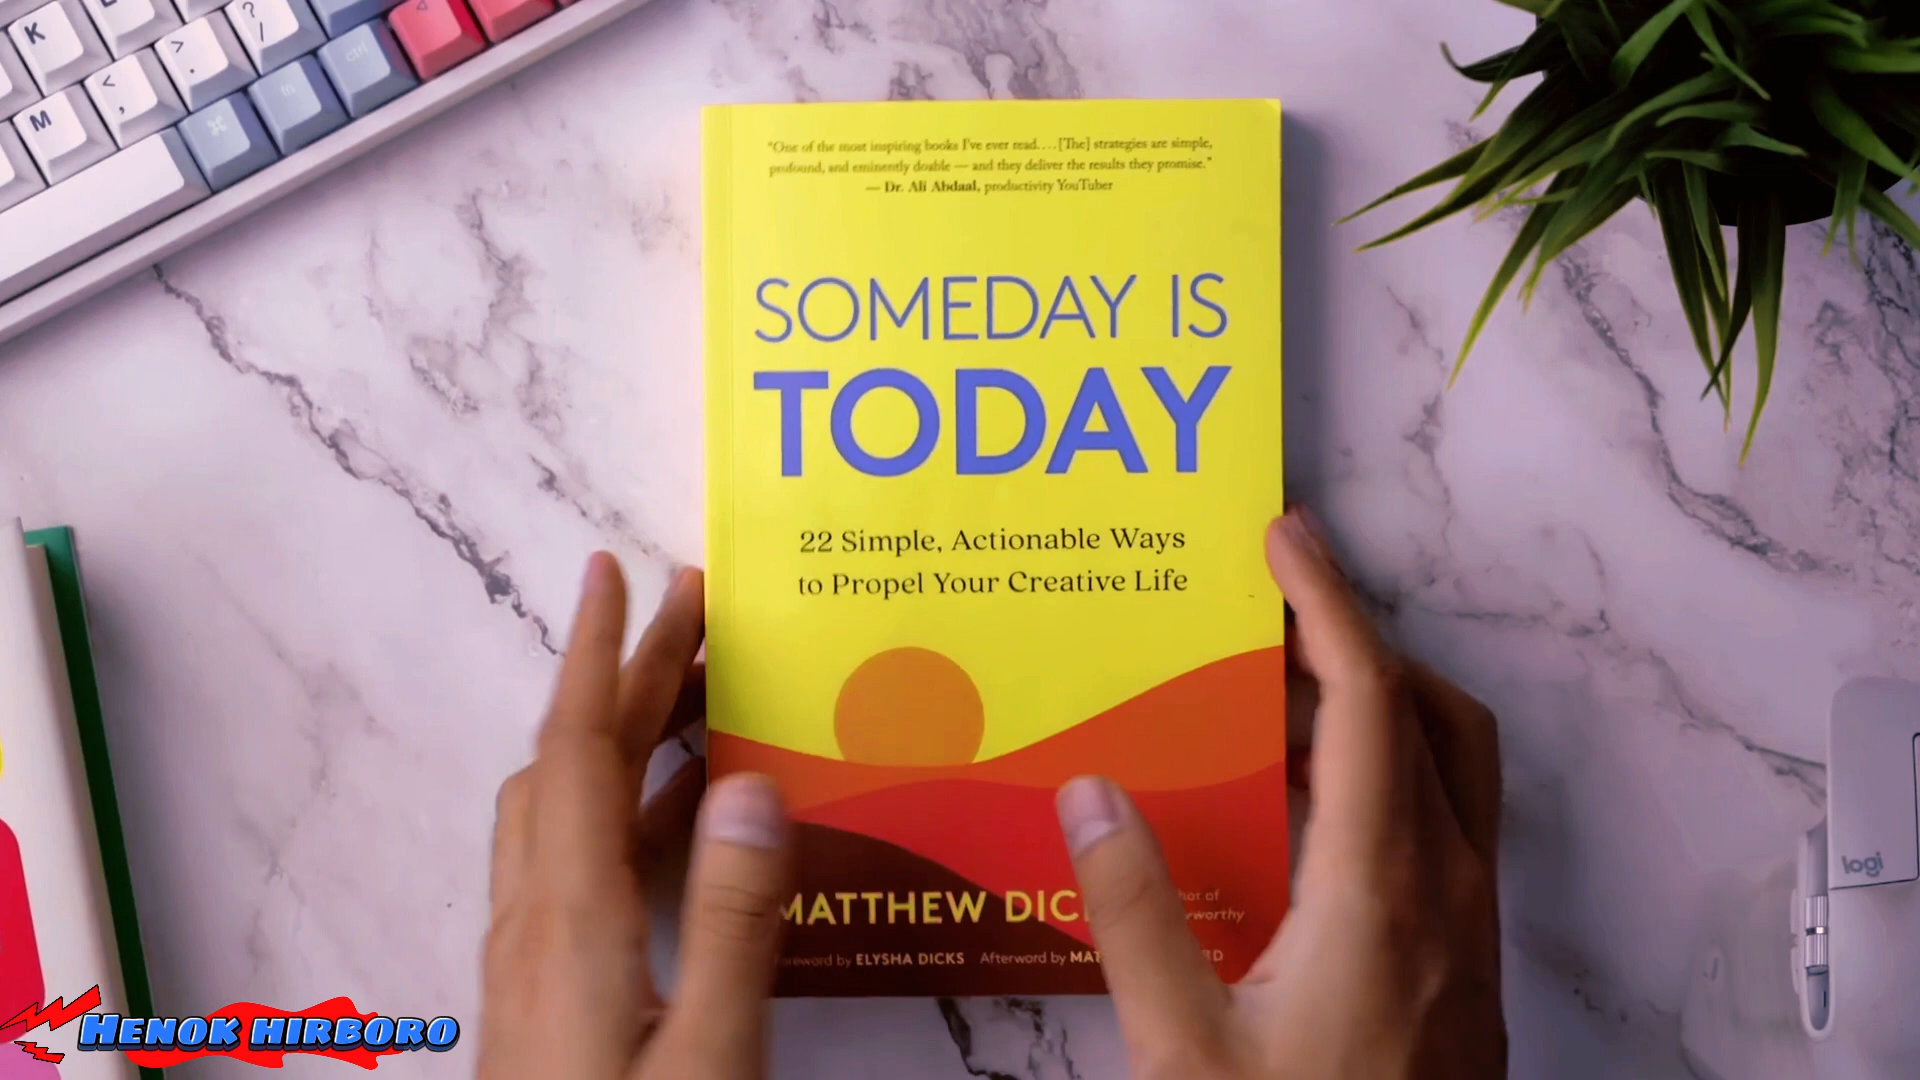 K
?
/
>
.
<
,
M
ctrl
fn
⌘
"One of the most inspiring books I've ever read.... [The] strategies are simple,
profound, and eminently doable — and they deliver the results they promise."
— Dr. Ali Abdaal, productivity YouTuber
SOMEDAY IS
TODAY
22 Simple, Actionable Ways
to Propel Your Creative Life
MATTHEW
ELYSHA DICKS Afterword by
logi
HENOK HIRBORO